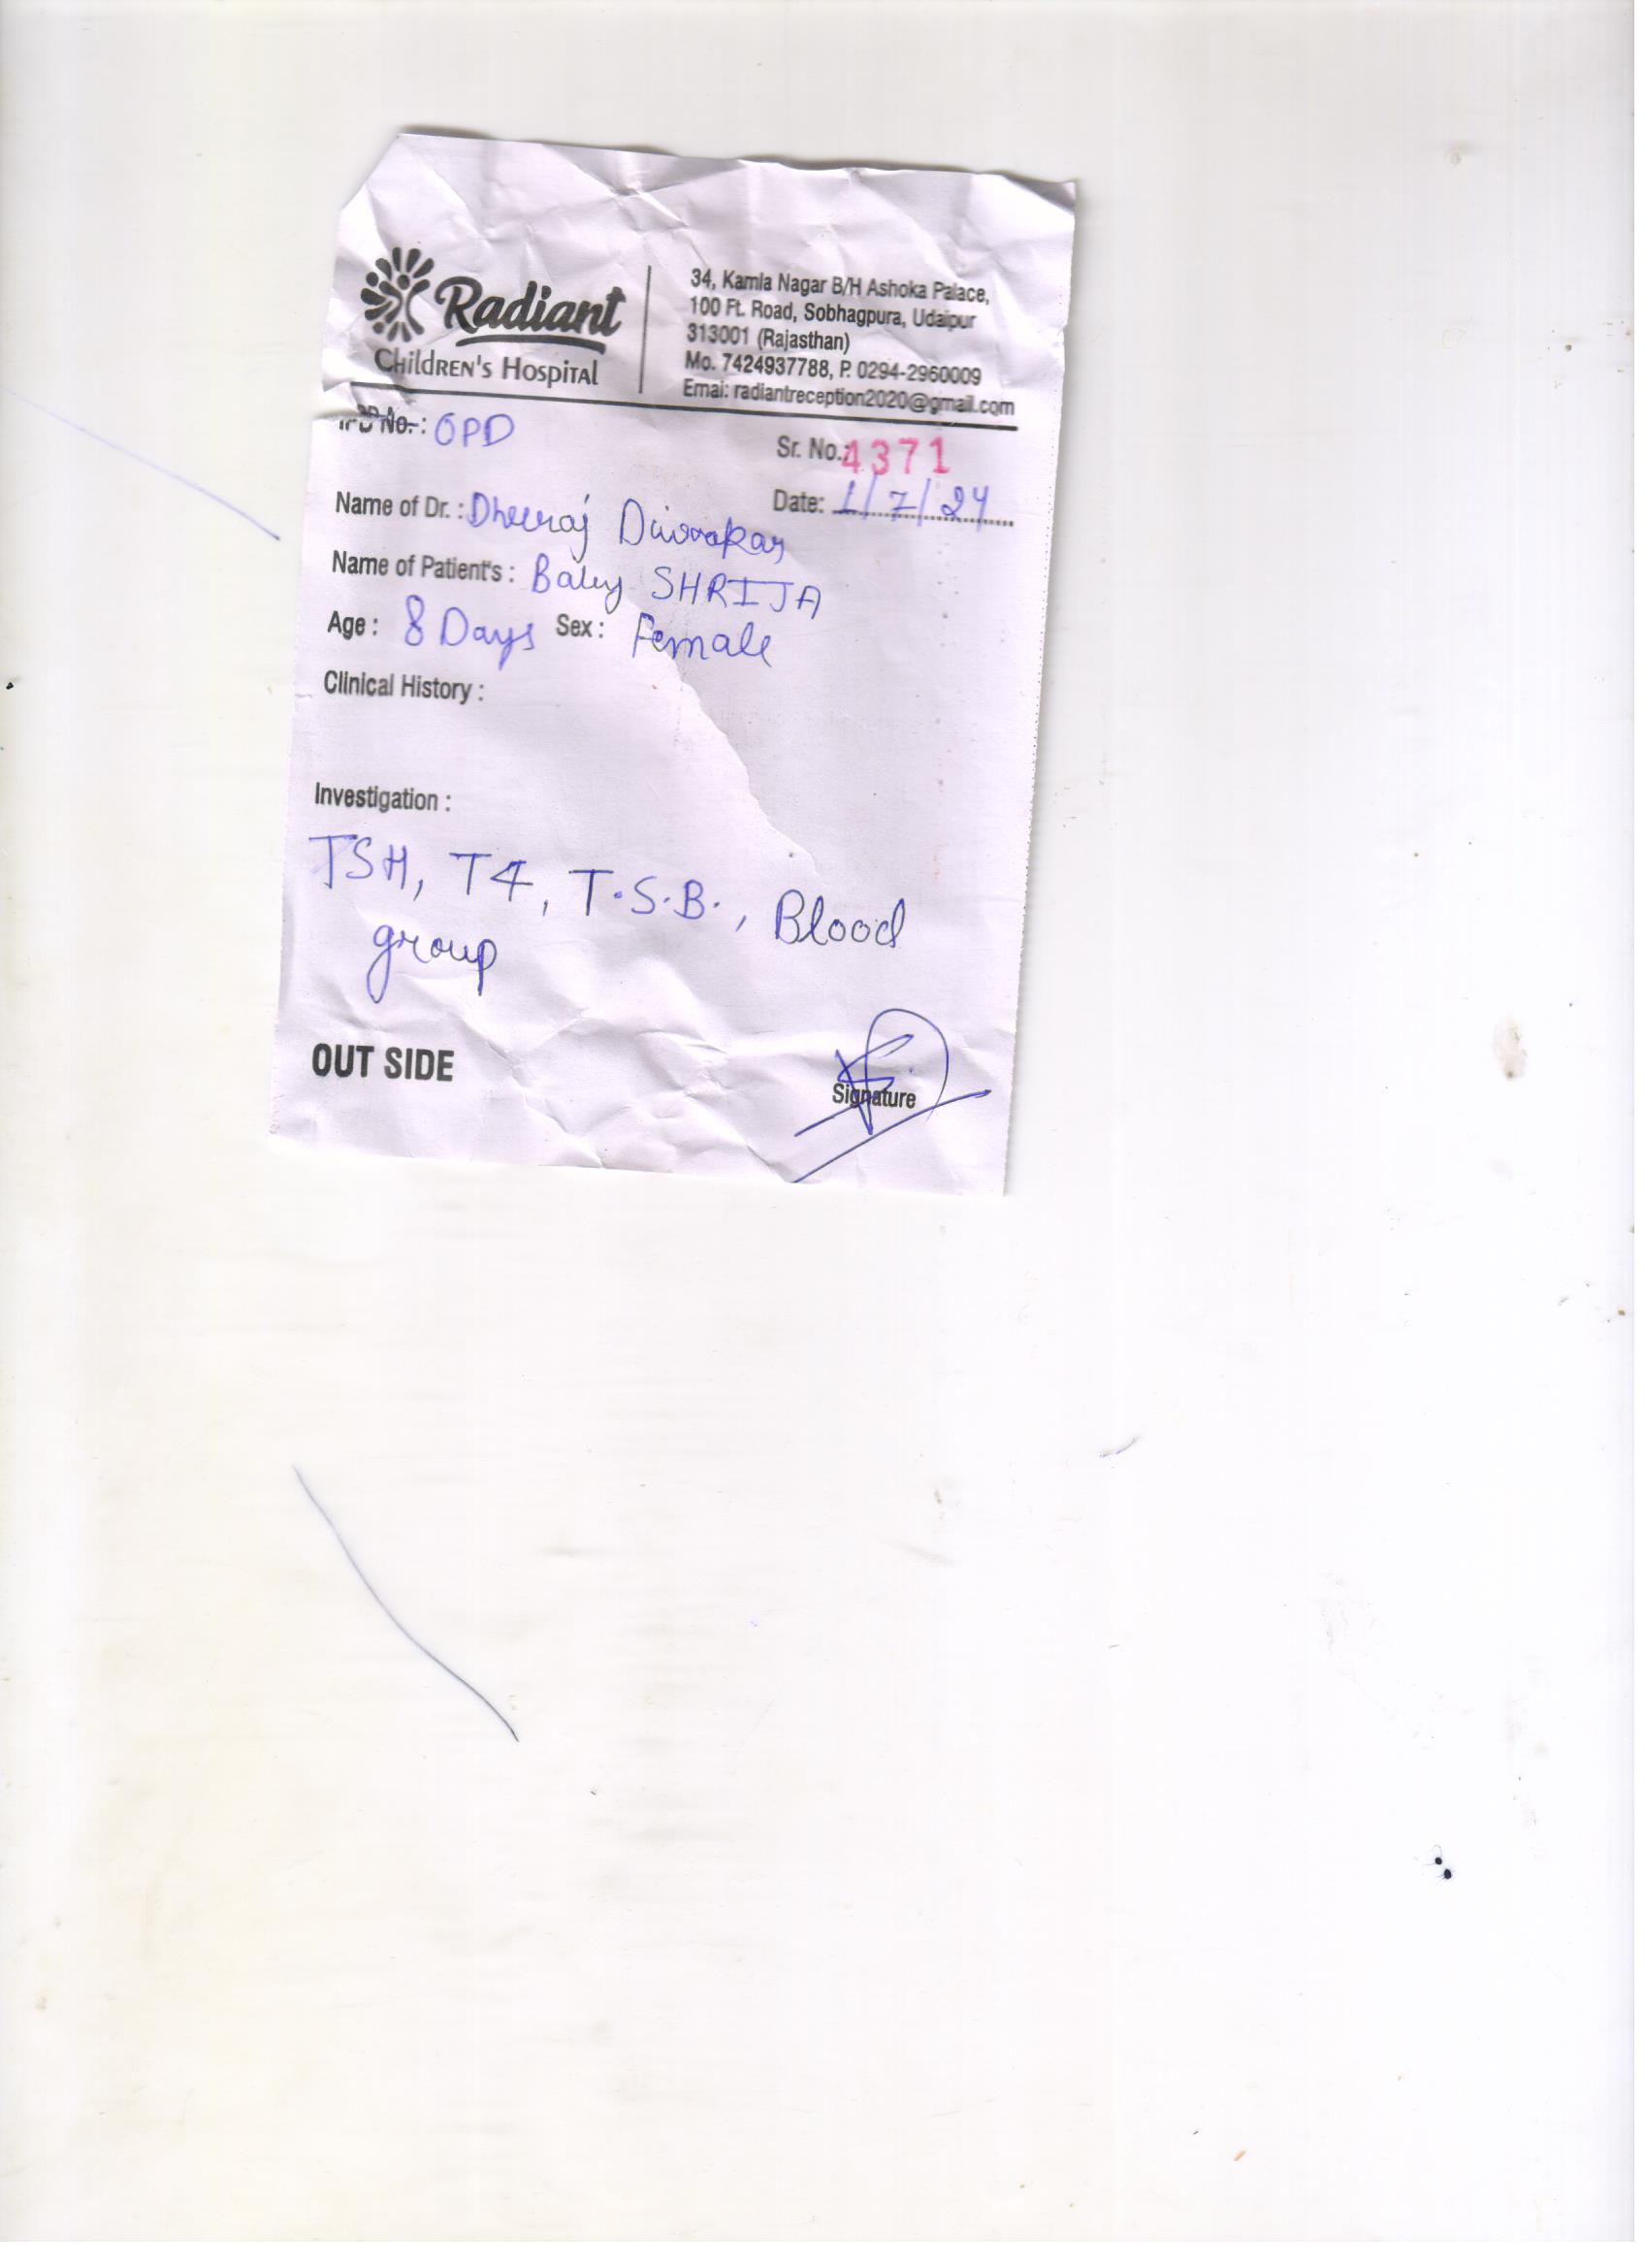 Radiant
Children's Hospital
34, Kamla Nagar B/H Ashoka Palace,
100 Ft. Road, Sobhagpura, Udaipur
313001 (Rajasthan)
Mo. 7424937788, P. 0294-2960009
Emai: radiantreception2020@gmail.com
IPD No.: OPD
Sr. No.: 4371
Date: 1/7/24
Name of Dr. : Dheeraj Diwakar
Name of Patient's : Baby SHRIJA
Age : 8 Days Sex : Female
Clinical History :
Investigation :
TSH, T4, T.S.B., Blood
group
OUT SIDE
Signature